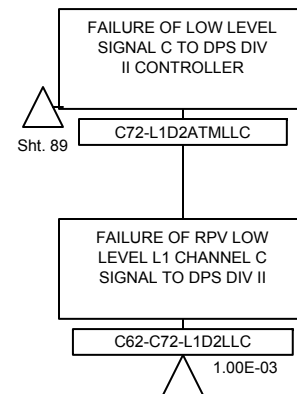 FAILURE OF LOW LEVEL
SIGNAL C TO DPS DIV
II CONTROLLER
Sht. 89
C72-L1D2ATMLLC
FAILURE OF RPV LOW
LEVEL L1 CHANNEL C
SIGNAL TO DPS DIV II
C62-C72-L1D2LLC
1.00E-03